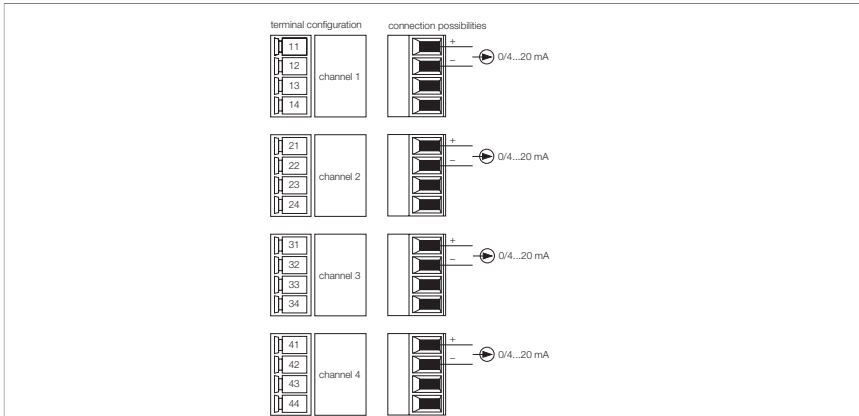 terminal configuration connection possibilities
11
12
13
14
channel 1
+
–
0/4...20 mA
21
22
23
24
channel 2
+
–
0/4...20 mA
31
32
33
34
channel 3
+
–
0/4...20 mA
41
42
43
44
channel 4
+
–
0/4...20 mA